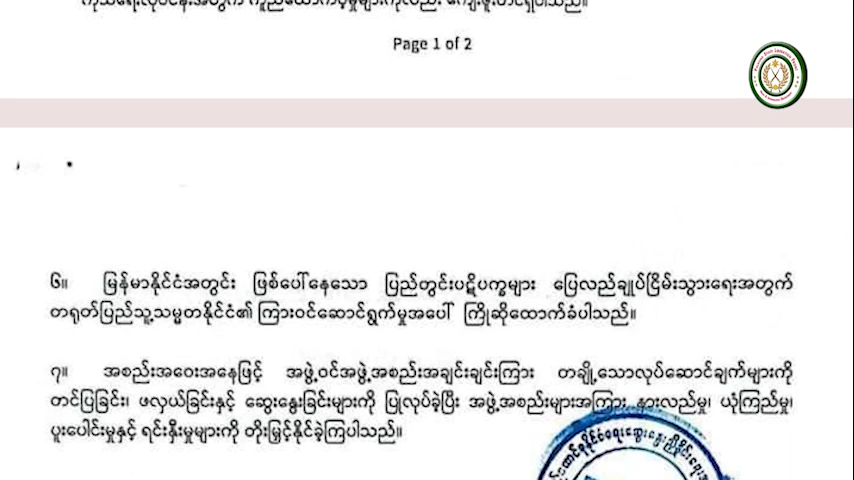 Page 1 of 2
၆။ မြန်မာနိုင်ငံအတွင်း ဖြစ်ပေါ်နေသော ပြည်တွင်းပဋိပက္ခများ ပြေလည်ချုပ်ငြိမ်းသွားရေးအတွက်
တရုတ်ပြည်သူ့သမ္မတနိုင်ငံ၏ ကြားဝင်ဆောင်ရွက်မှုအပေါ် ကြိုဆိုထောက်ခံပါသည်။
၇။ အစည်းအဝေးအနေဖြင့် အဖွဲ့ဝင်အဖွဲ့အစည်းအချင်းချင်းကြား တချို့သောလုပ်ဆောင်ချက်များကို
တင်ပြခြင်း၊ ဖလှယ်ခြင်းနှင့် ဆွေးနွေးခြင်းများကို ပြုလုပ်ခဲ့ပြီး အဖွဲ့အစည်းများအကြား နားလည်မှု၊ ယုံကြည်မှု၊
ပူးပေါင်းမှုနှင့် ရင်းနှီးမှုများကို တိုးမြှင့်နိုင်ခဲ့ကြပါသည်။